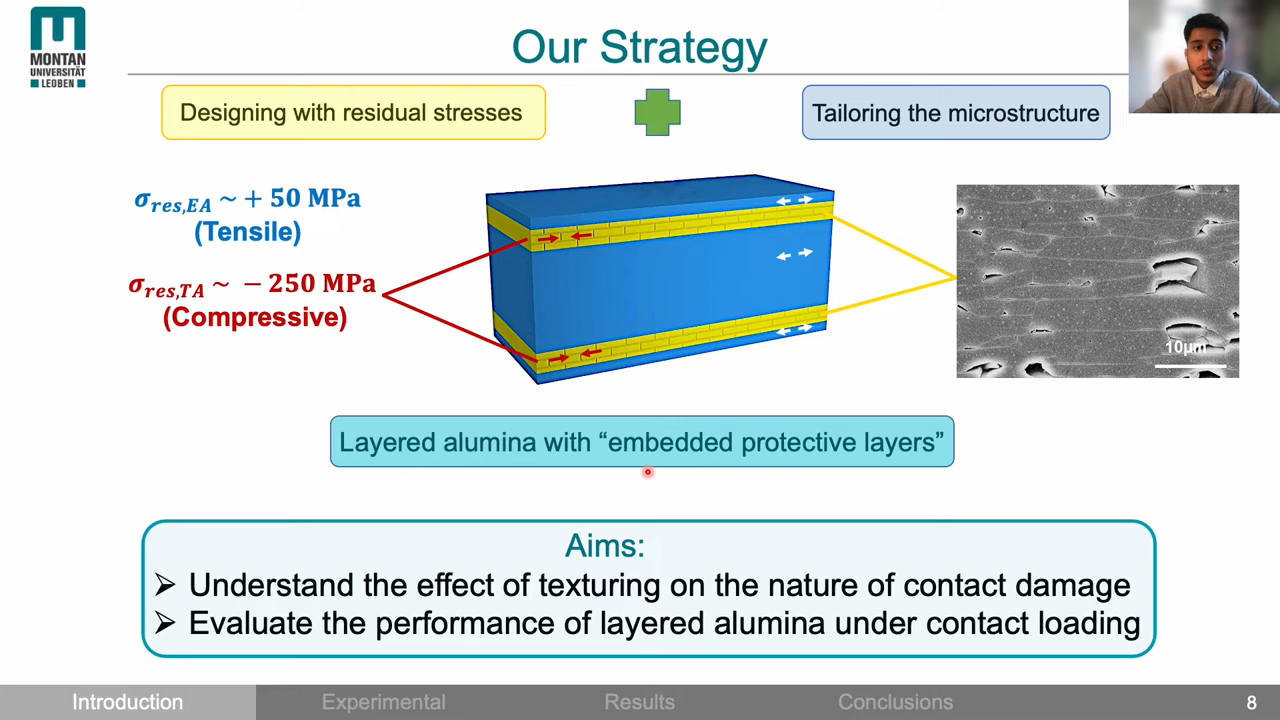 MONTAN
UNIVERSITÄT
LEOBEN
Our Strategy
Designing with residual stresses
Tailoring the microstructure
σres,EA ~ + 50 MPa
(Tensile)
σres,TA ~ − 250 MPa
(Compressive)
10µm
Layered alumina with “embedded protective layers”
Aims:
➢ Understand the effect of texturing on the nature of contact damage
➢ Evaluate the performance of layered alumina under contact loading
Introduction
Experimental
Results
Conclusions
8